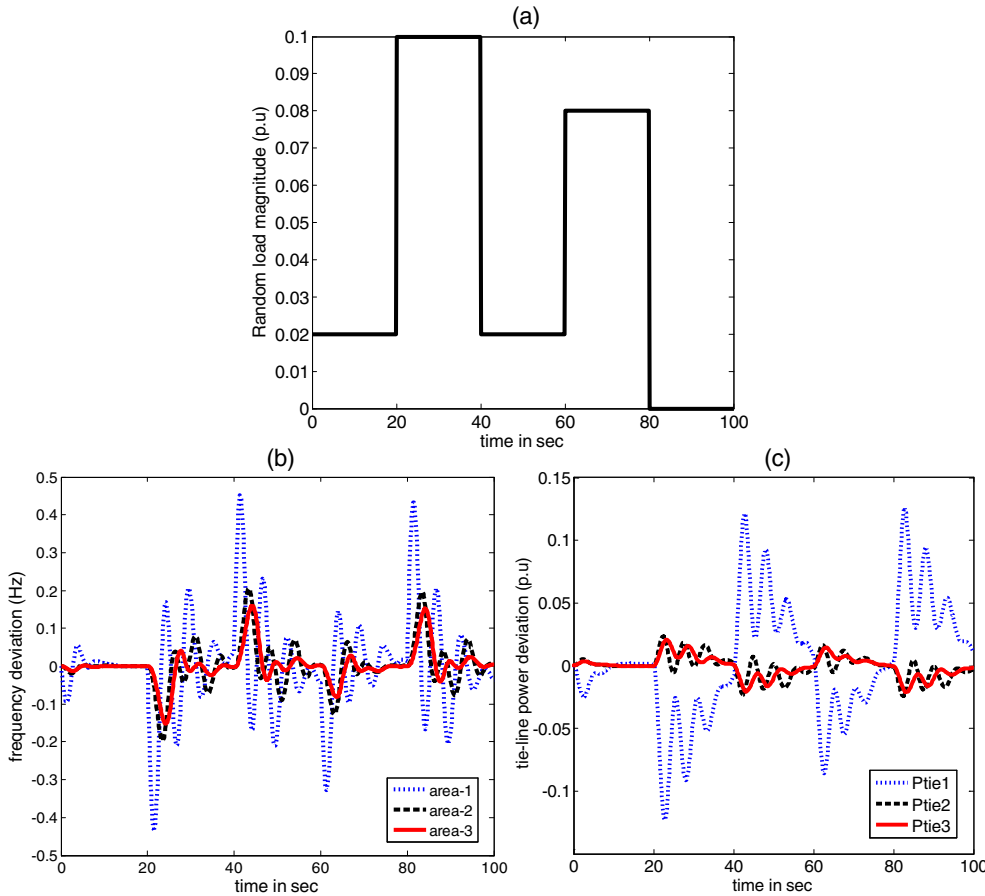 (a)
Random load magnitude (p.u)
0.1
0.09
0.08
0.07
0.06
0.05
0.04
0.03
0.02
0.01
0
0 20 40 60 80 100
time in sec
(b)
frequency deviation (Hz)
0.5
0.4
0.3
0.2
0.1
0
-0.1
-0.2
-0.3
-0.4
-0.5
area-1
area-2
area-3
0 20 40 60 80 100
time in sec
(c)
tie-line power deviation (p.u)
0.15
0.1
0.05
0
-0.05
-0.1
Ptie1
Ptie2
Ptie3
0 20 40 60 80 100
time in sec